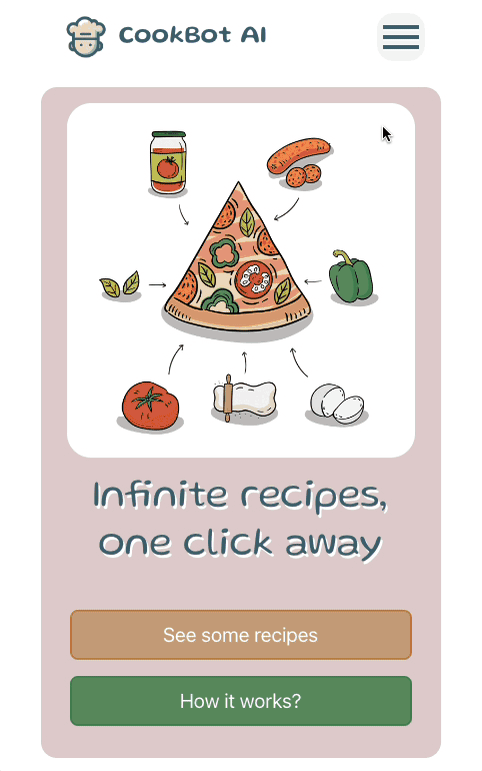 CookBot AI
Infinite recipes,
one click away
See some recipes
How it works?